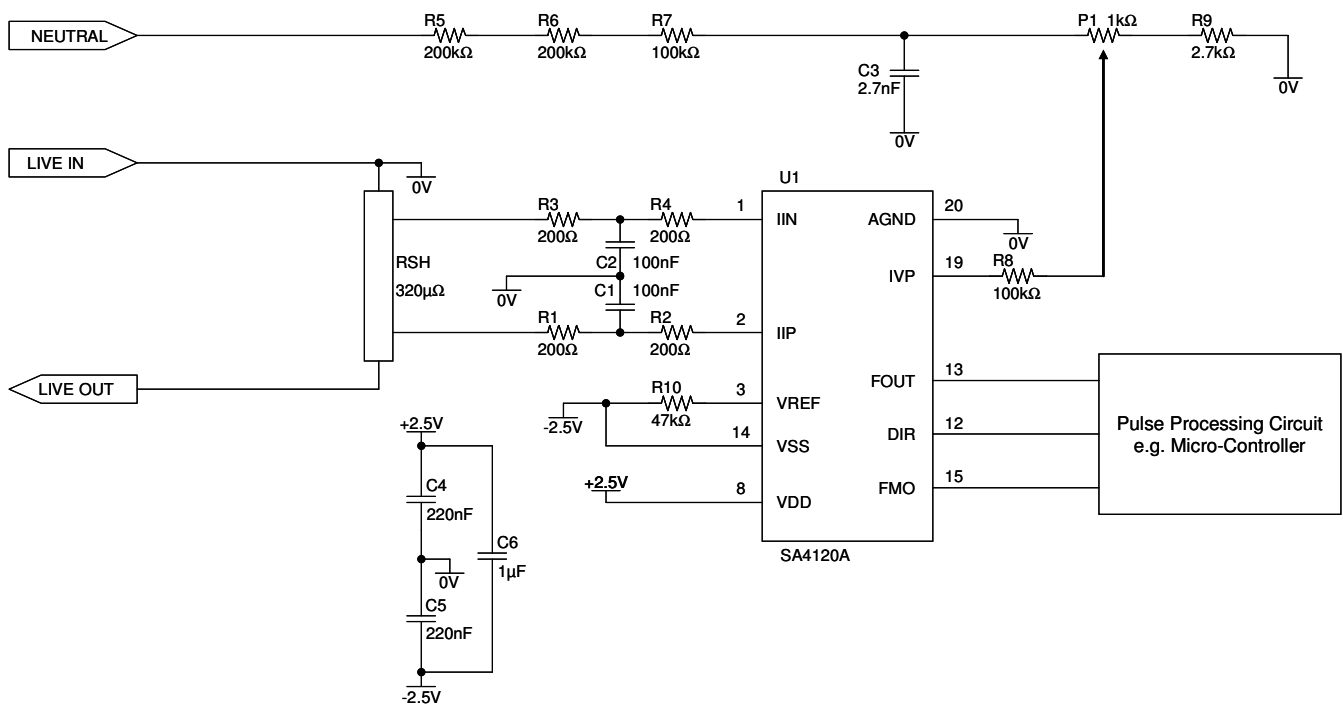 NEUTRAL
R5
200kΩ
R6
200kΩ
R7
100kΩ
C3
2.7nF
0V
P1 1kΩ
R9
2.7kΩ
0V
LIVE IN
0V
RSH
320µΩ
LIVE OUT
R3
200Ω
R4
200Ω
C2
100nF
0V
C1
100nF
R1
200Ω
R2
200Ω
R10
47kΩ
-2.5V
+2.5V
U1
1
IIN
2
IIP
3
VREF
14
VSS
8
VDD
AGND
20
0V
IVP
19
R8
100kΩ
FOUT
13
DIR
12
FMO
15
SA4120A
Pulse Processing Circuit
e.g. Micro-Controller
+2.5V
C4
220nF
0V
C6
1µF
C5
220nF
-2.5V